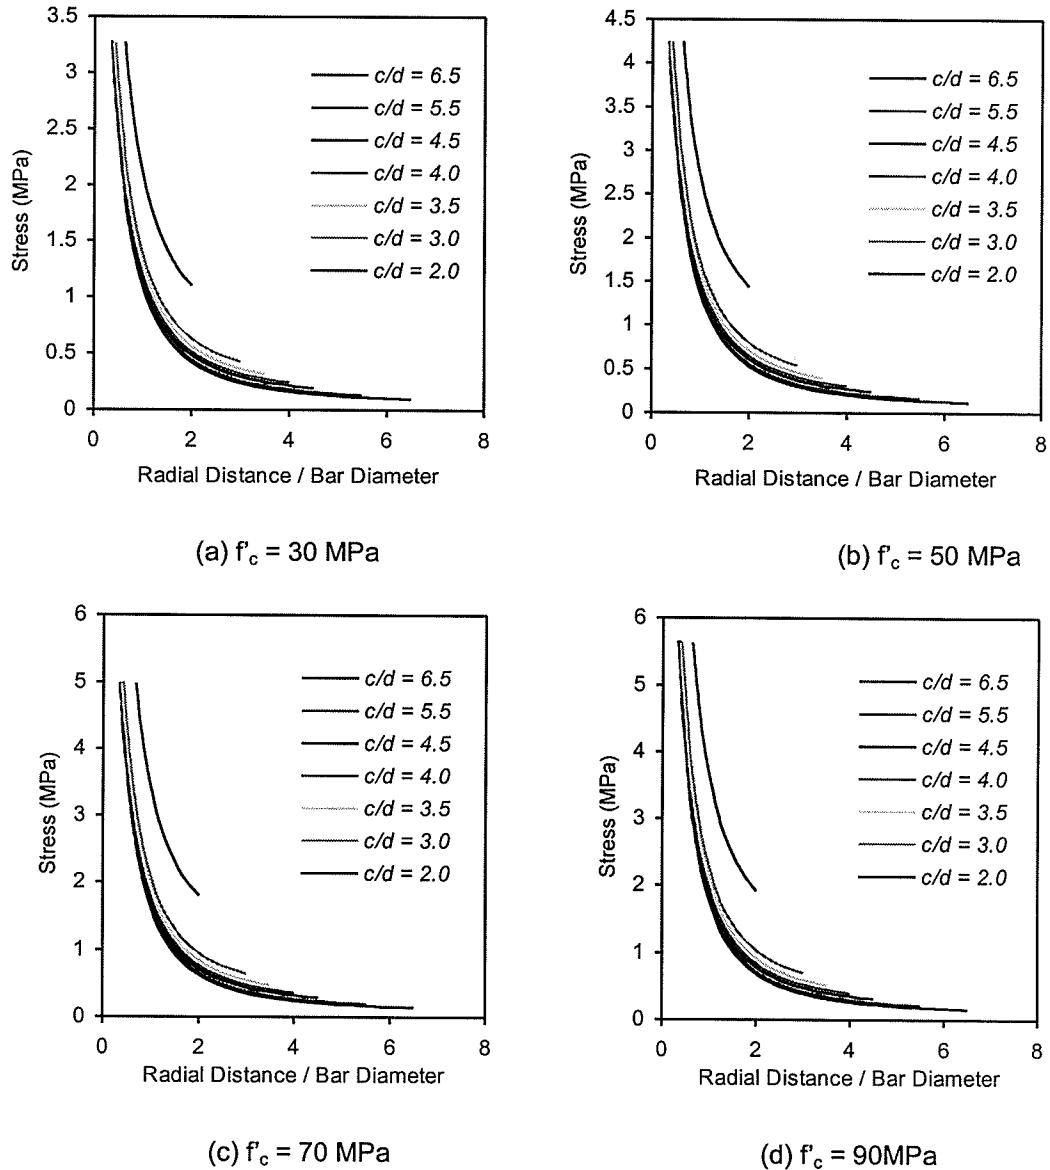 3.5
3
2.5
2
1.5
1
0.5
0
Stress (MPa)
c/d = 6.5
c/d = 5.5
c/d = 4.5
c/d = 4.0
c/d = 3.5
c/d = 3.0
c/d = 2.0
0 2 4 6 8
Radial Distance / Bar Diameter
(a) f'c = 30 MPa
4.5
4
3.5
3
2.5
2
1.5
1
0.5
0
Stress (MPa)
c/d = 6.5
c/d = 5.5
c/d = 4.5
c/d = 4.0
c/d = 3.5
c/d = 3.0
c/d = 2.0
0 2 4 6 8
Radial Distance / Bar Diameter
(b) f'c = 50 MPa
6
5
4
3
2
1
0
Stress (MPa)
c/d = 6.5
c/d = 5.5
c/d = 4.5
c/d = 4.0
c/d = 3.5
c/d = 3.0
c/d = 2.0
0 2 4 6 8
Radial Distance / Bar Diameter
(c) f'c = 70 MPa
6
5
4
3
2
1
0
Stress (MPa)
c/d = 6.5
c/d = 5.5
c/d = 4.5
c/d = 4.0
c/d = 3.5
c/d = 3.0
c/d = 2.0
0 2 4 6 8
Radial Distance / Bar Diameter
(d) f'c = 90MPa